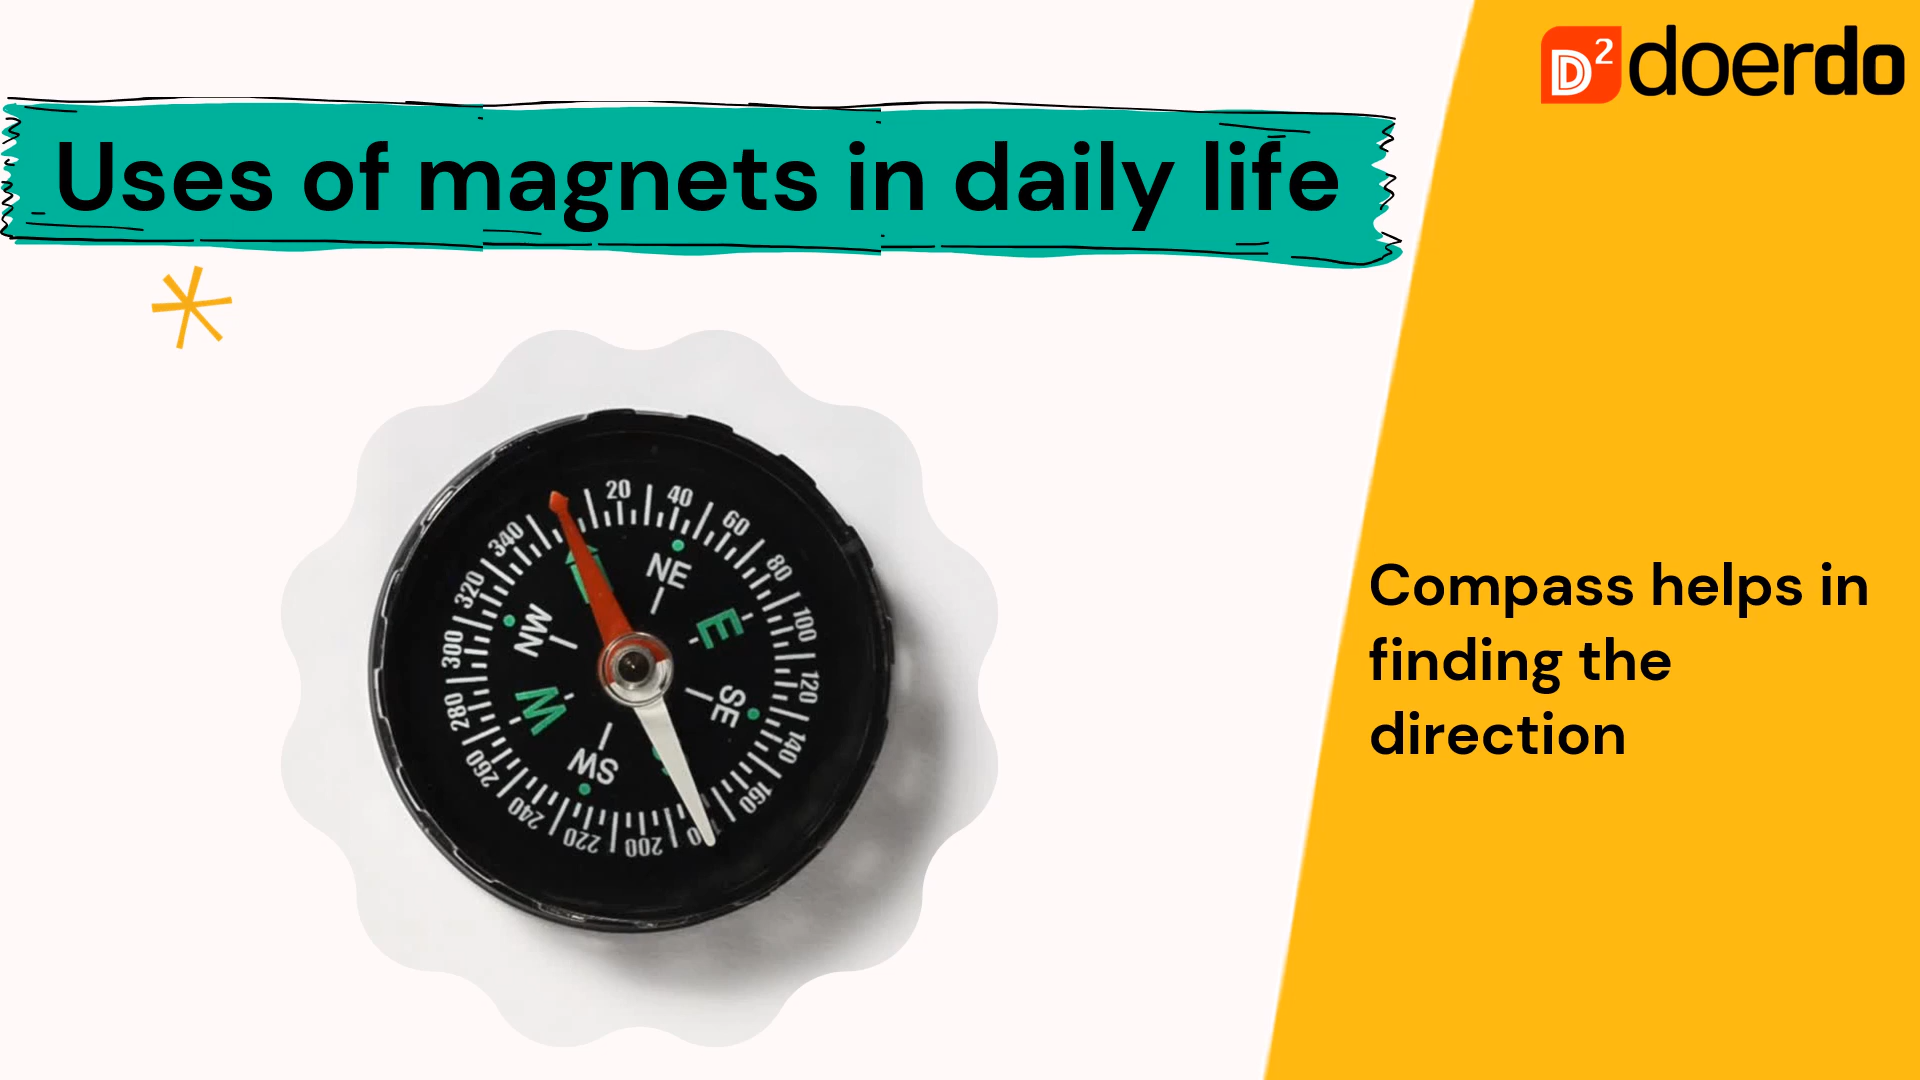 D2 doerdo
Uses of magnets in daily life
20
40
60
80
100
120
140
160
200
220
240
260
280
300
320
340
NE
E
SE
SW
W
NW
Compass helps in
finding the
direction